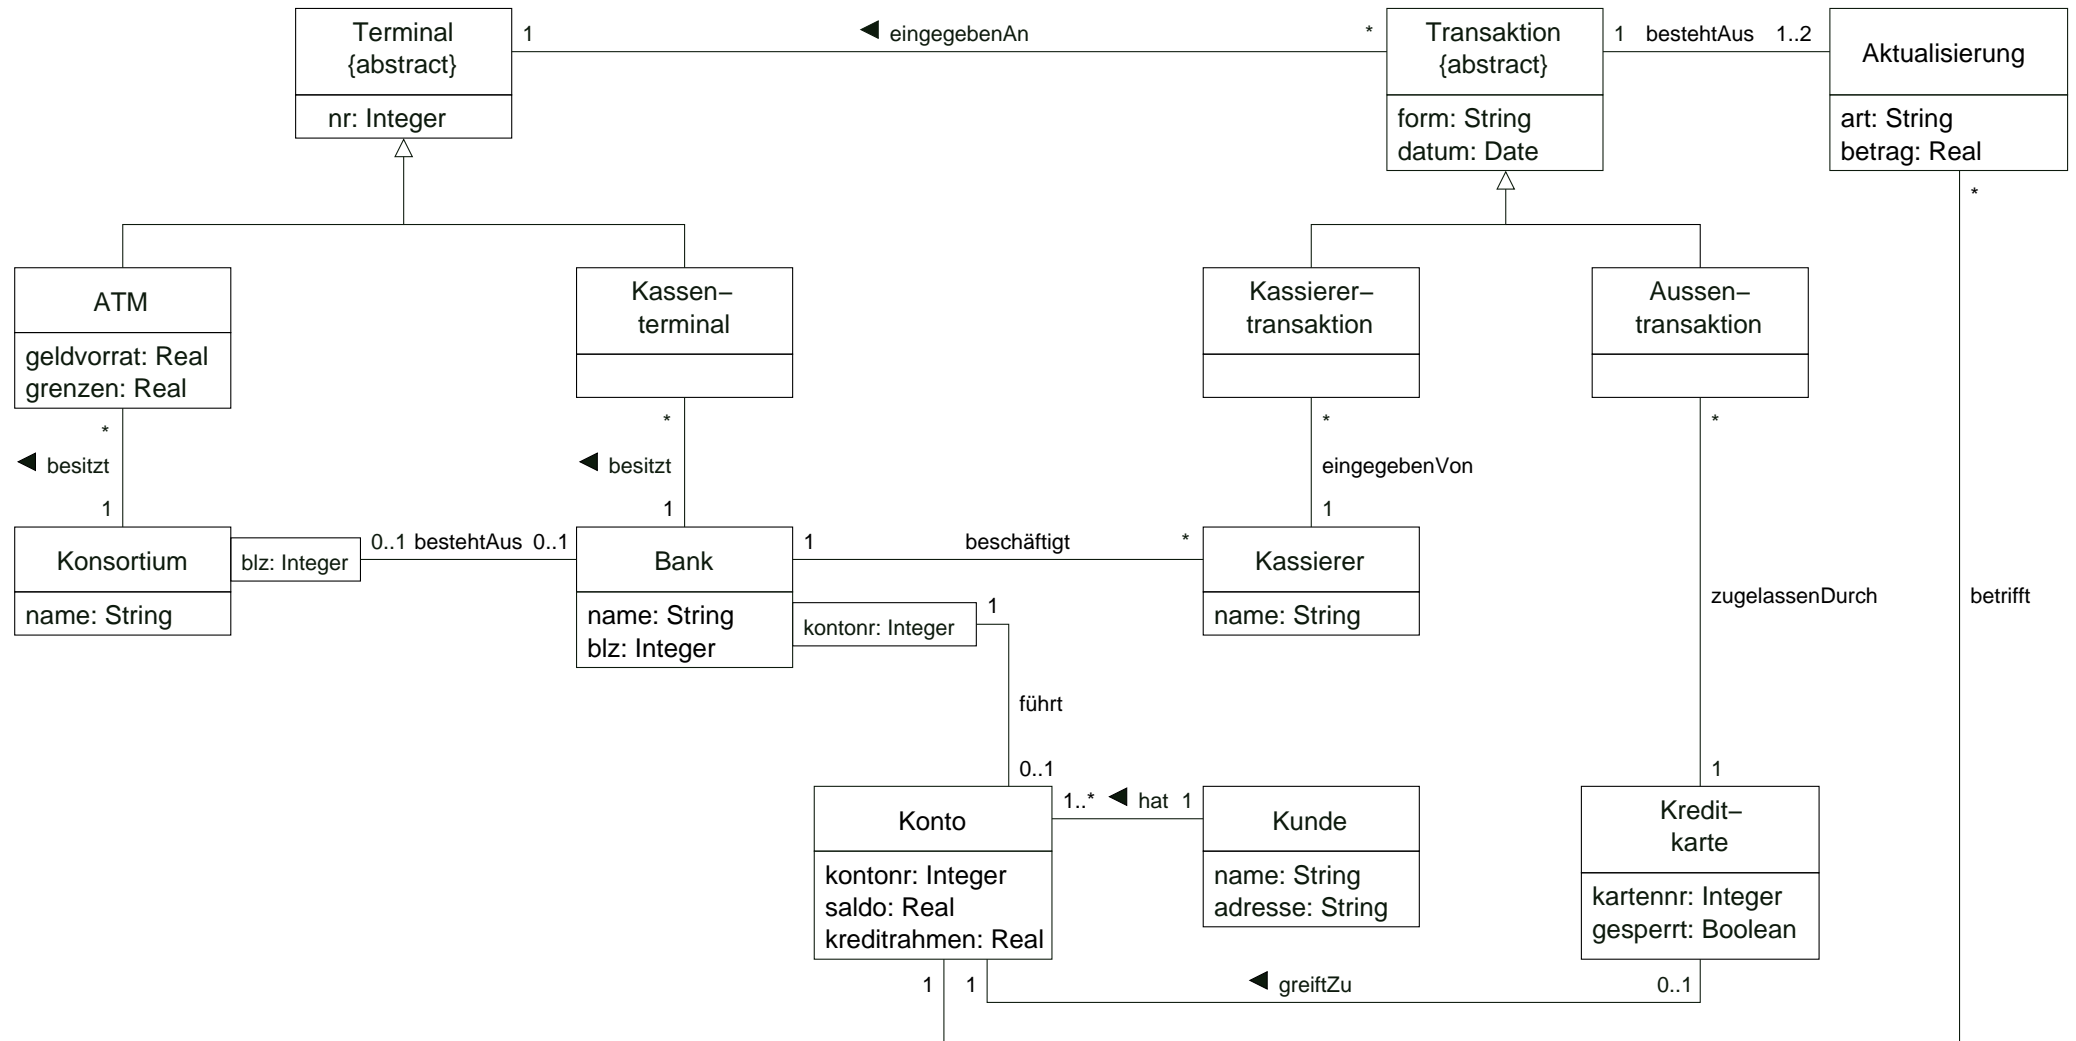 Terminal
{abstract}
nr: Integer
1
eingegebenAn
*
Transaktion
{abstract}
form: String
datum: Date
1
bestehtAus
1..2
Aktualisierung
art: String
betrag: Real
*
ATM
geldvorrat: Real
grenzen: Real
Kassen–
terminal
Kassierer–
transaktion
Aussen–
transaktion
*
besitzt
1
*
besitzt
1
*
eingegebenVon
1
*
zugelassenDurch
1
betrifft
Konsortium
name: String
blz: Integer
0..1
bestehtAus
0..1
Bank
name: String
blz: Integer
1
beschäftigt
*
Kassierer
name: String
kontonr: Integer
1
führt
0..1
Konto
kontonr: Integer
saldo: Real
kreditrahmen: Real
1..*
hat
1
Kunde
name: String
adresse: String
Kredit–
karte
kartennr: Integer
gesperrt: Boolean
1
1
greiftZu
0..1